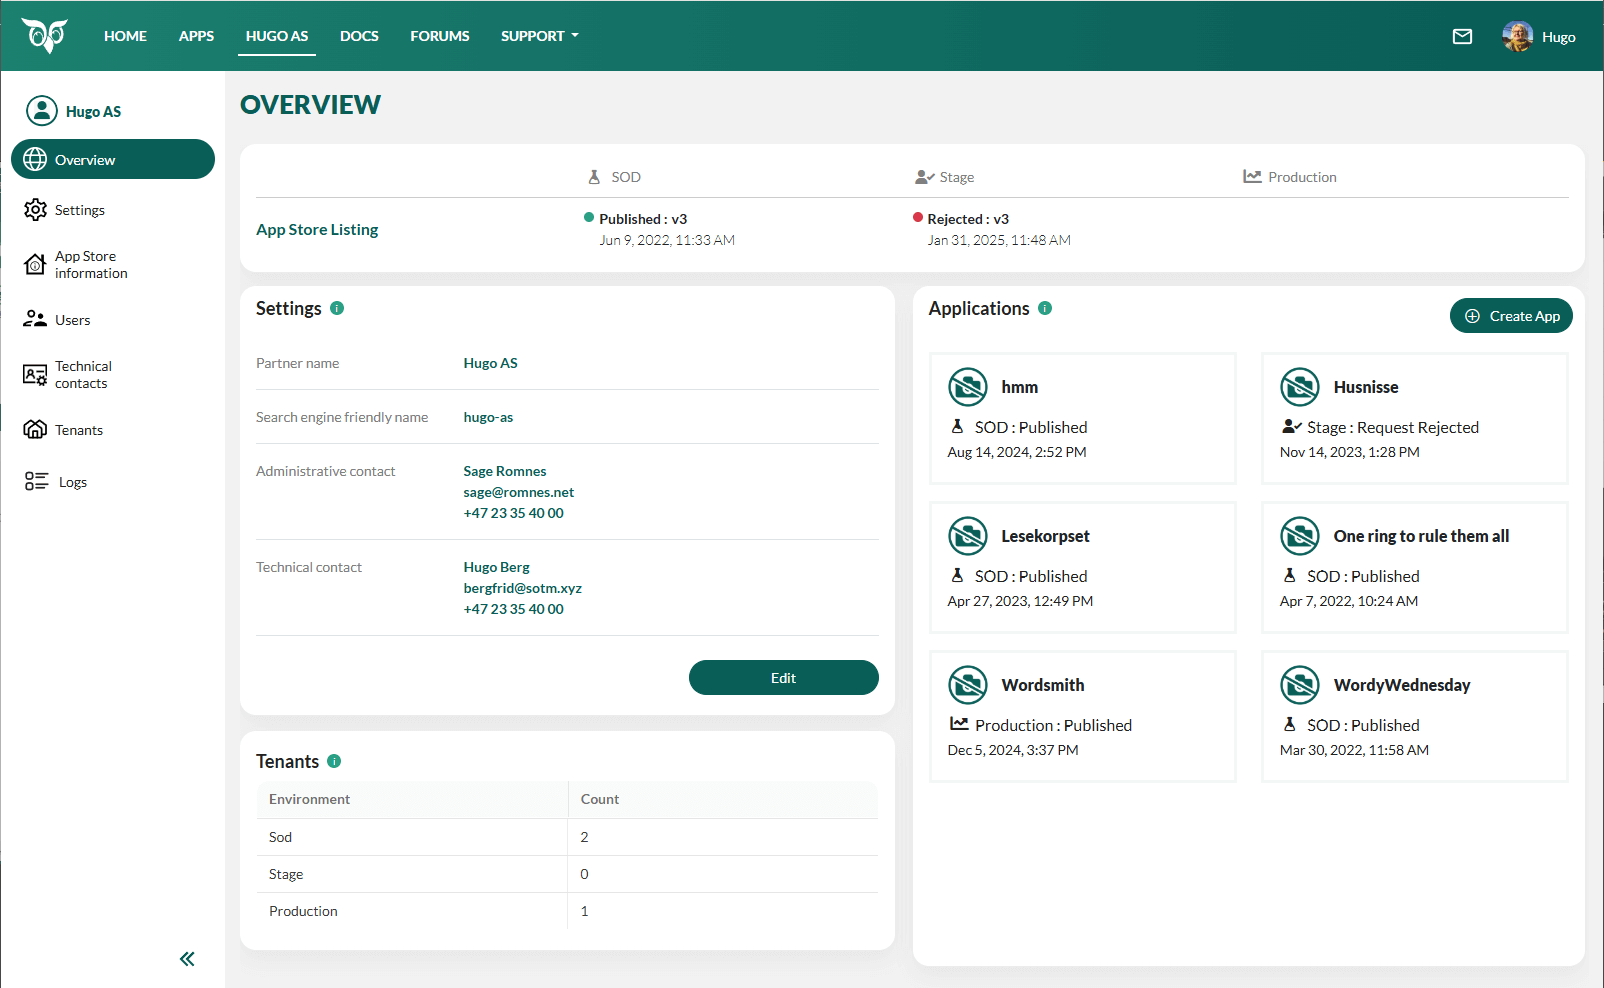 HOME APPS HUGO AS DOCS FORUMS SUPPORT Hugo
Hugo AS
Overview
Settings
App Store
information
Users
Technical
contacts
Tenants
Logs
OVERVIEW
SOD Stage Production
App Store Listing
Published : v3
Jun 9, 2022, 11:33 AM
Rejected : v3
Jan 31, 2025, 11:48 AM
Settings
Partner name Hugo AS
Search engine friendly name hugo-as
Administrative contact Sage Romnes
sage@romnes.net
+47 23 35 40 00
Technical contact Hugo Berg
bergfrid@sotm.xyz
+47 23 35 40 00
Edit
Tenants
Environment Count
Sod 2
Stage 0
Production 1
Applications
Create App
hmm
SOD : Published
Aug 14, 2024, 2:52 PM
Husnisse
Stage : Request Rejected
Nov 14, 2023, 1:28 PM
Lesekorpset
SOD : Published
Apr 27, 2023, 12:49 PM
One ring to rule them all
SOD : Published
Apr 7, 2022, 10:24 AM
Wordsmith
Production : Published
Dec 5, 2024, 3:37 PM
WordyWednesday
SOD : Published
Mar 30, 2022, 11:58 AM